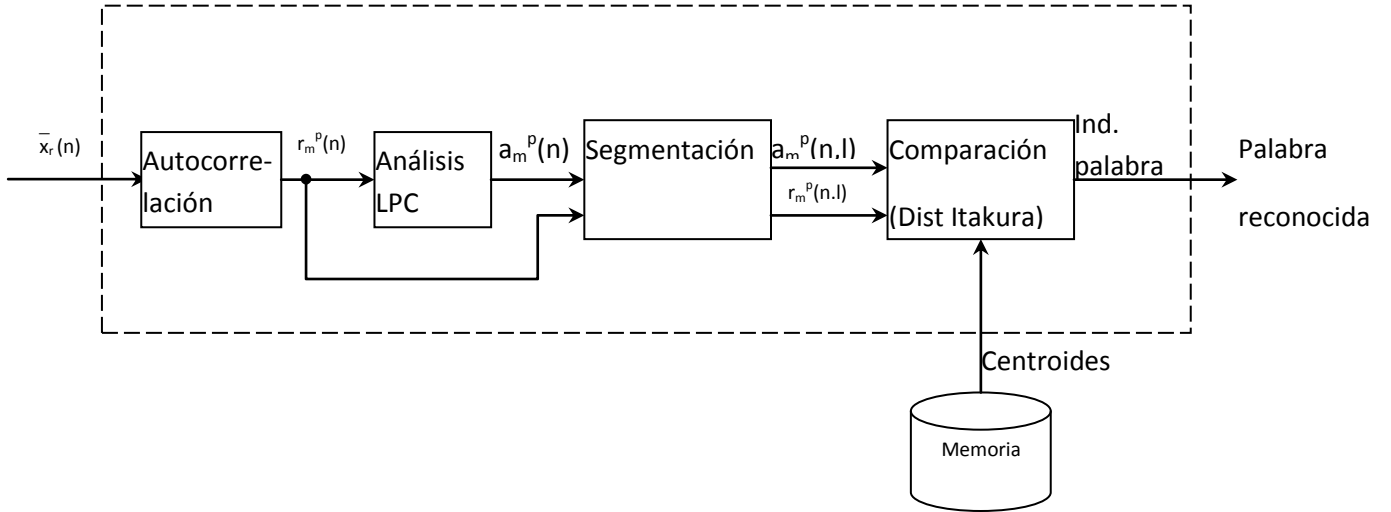 x̅ᵣ(n)
Autocorre-
lación
rₘᵖ(n)
Análisis
LPC
aₘᵖ(n)
Segmentación
aₘᵖ(n,l)
rₘᵖ(n,l)
Comparación
(Dist Itakura)
Ind.
palabra
Palabra
reconocida
Centroides
Memoria